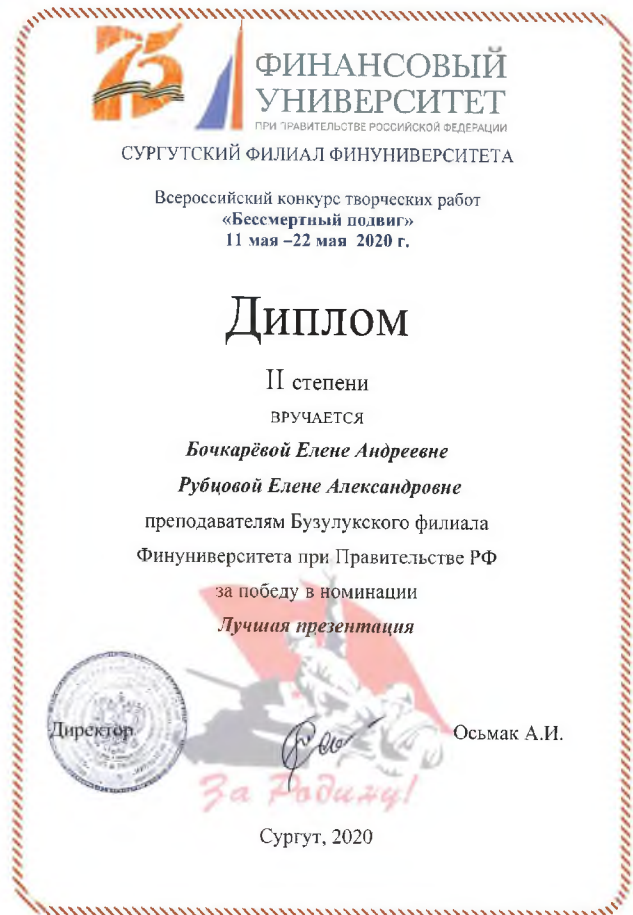 75
ФИНАНСОВЫЙ
УНИВЕРСИТЕТ
ПРИ ПРАВИТЕЛЬСТВЕ РОССИЙСКОЙ ФЕДЕРАЦИИ
СУРГУТСКИЙ ФИЛИАЛ ФИНУНИВЕРСИТЕТА
Всероссийский конкурс творческих работ
«Бессмертный подвиг»
11 мая –22 мая 2020 г.
Диплом
II степени
ВРУЧАЕТСЯ
Бочкарёвой Елене Андреевне
Рубцовой Елене Александровне
преподавателям Бузулукского филиала
Финуниверситета при Правительстве РФ
за победу в номинации
Лучшая презентация
Директор Осьмак А.И.
За Родину!
Сургут, 2020